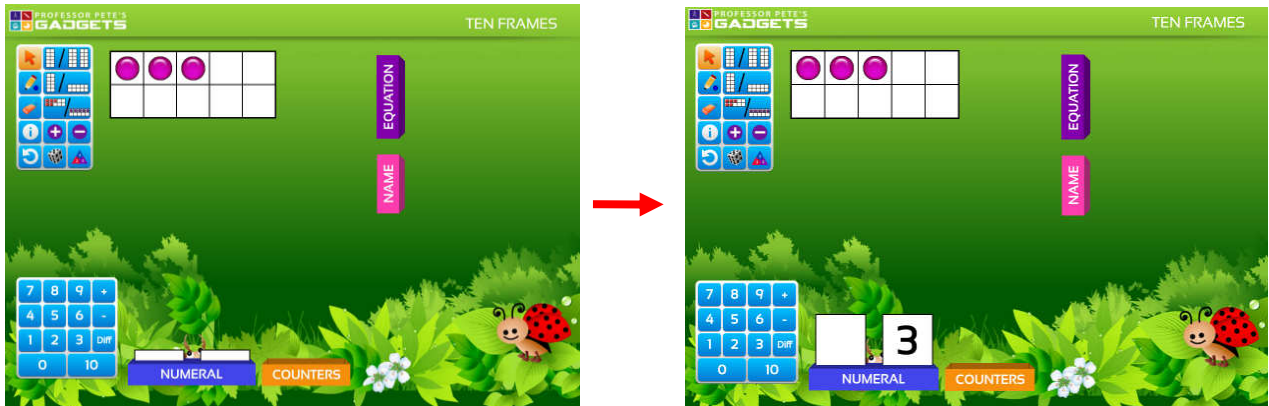 PROFESSOR PETE'S
GADGETS
TEN FRAMES
EQUATION
NAME
7 8 9 +
4 5 6 -
1 2 3 Diff
0 10
NUMERAL
COUNTERS
PROFESSOR PETE'S
GADGETS
TEN FRAMES
EQUATION
NAME
7 8 9 +
4 5 6 -
1 2 3 Diff
0 10
3
NUMERAL
COUNTERS